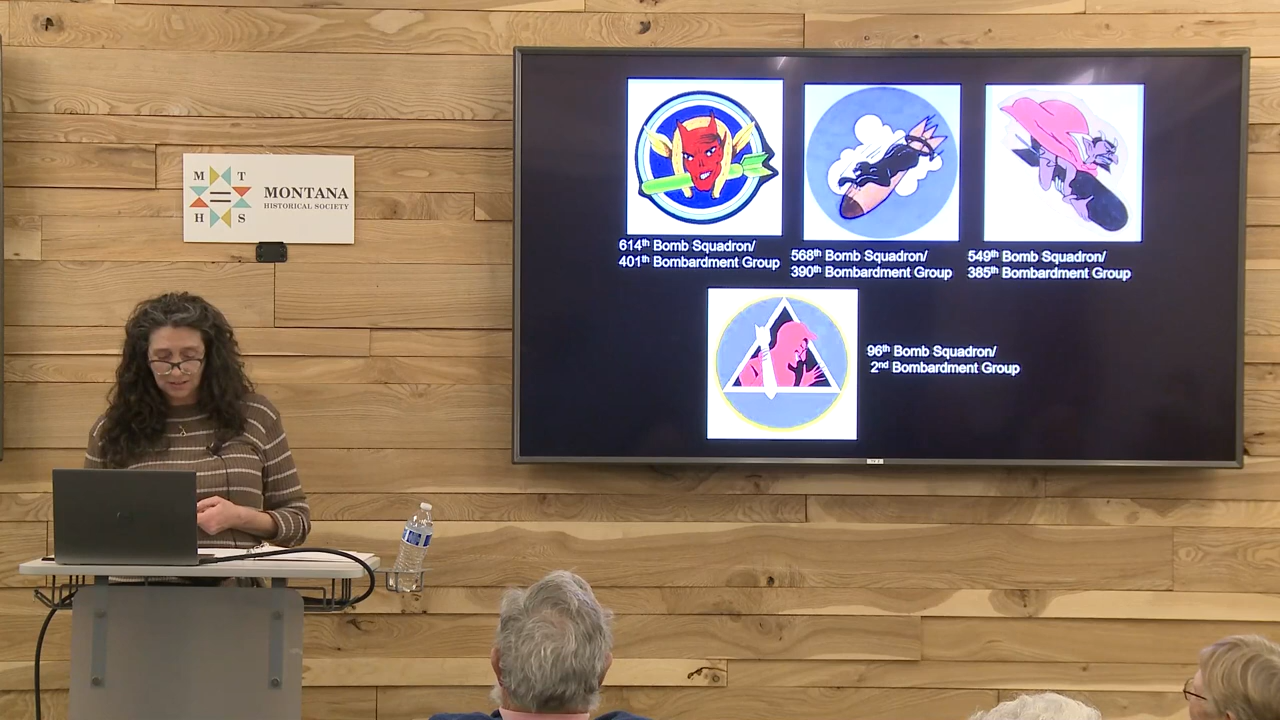 M T
H S
MONTANA
HISTORICAL SOCIETY
614th Bomb Squadron/
401th Bombardment Group
568th Bomb Squadron/
390th Bombardment Group
549th Bomb Squadron/
385th Bombardment Group
96th Bomb Squadron/
2nd Bombardment Group